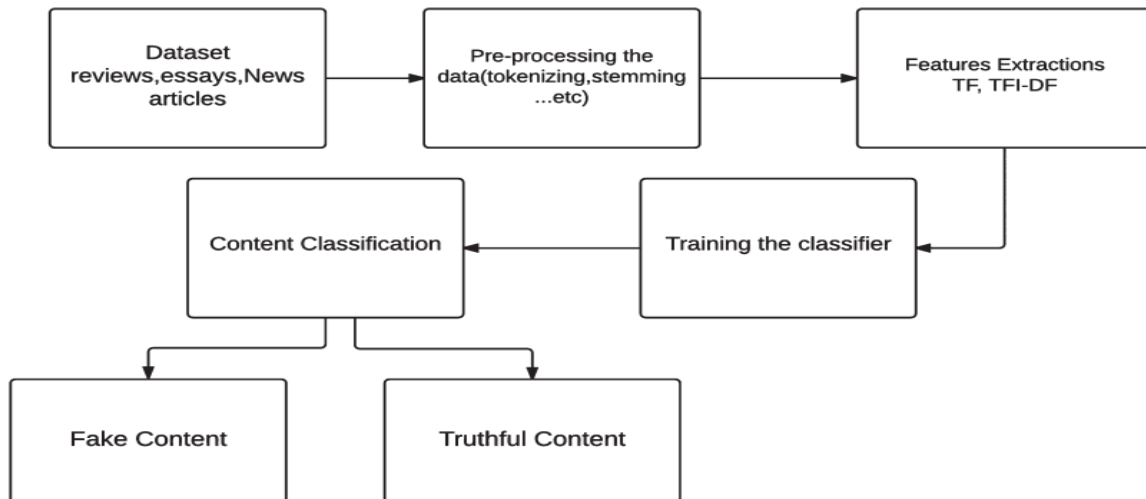 Dataset
reviews,essays,News
articles
Pre-processing the
data(tokenizing,stemming
...etc)
Features Extractions
TF, TFI-DF
Content Classification
Training the classifier
Fake Content
Truthful Content